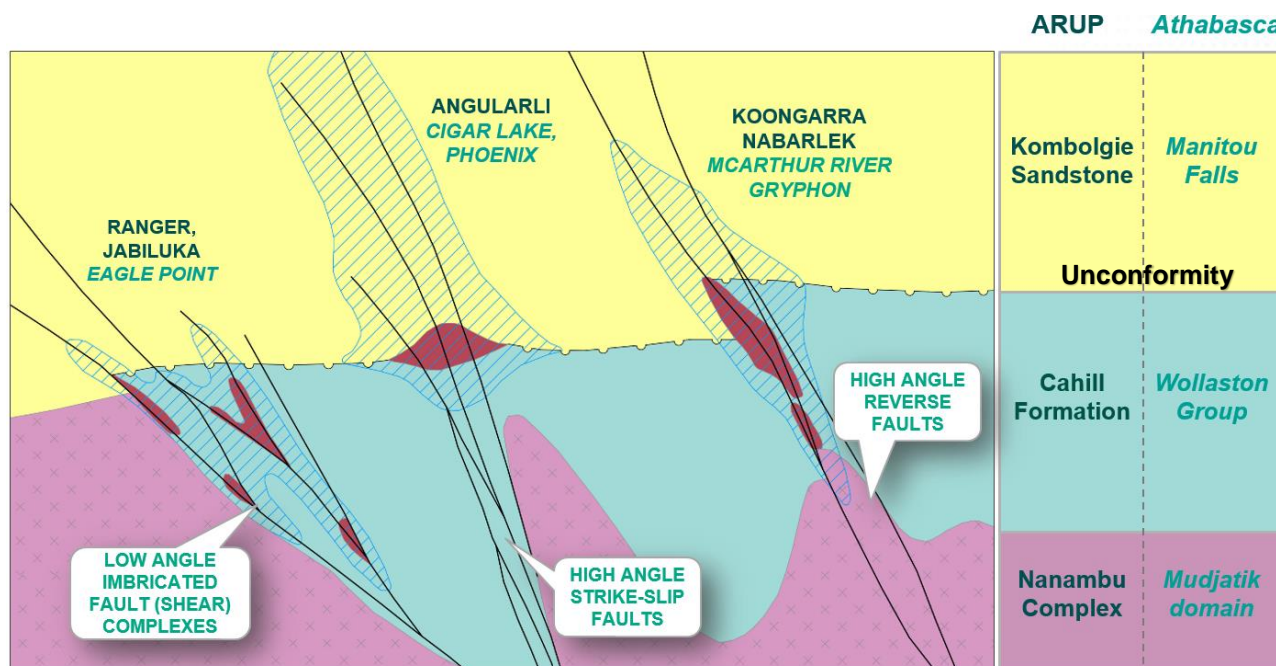 ARUP
Athabasca
ANGULARLI
CIGAR LAKE,
PHOENIX
KOONGARRA
NABARLEK
MCARTHUR RIVER
GRYPHON
RANGER,
JABILUKA
EAGLE POINT
Kombolgie
Sandstone
Manitou
Falls
Unconformity
HIGH ANGLE
REVERSE
FAULTS
Cahill
Formation
Wollaston
Group
LOW ANGLE
IMBRICATED
FAULT (SHEAR)
COMPLEXES
HIGH ANGLE
STRIKE-SLIP
FAULTS
Nanambu
Complex
Mudjatik
domain